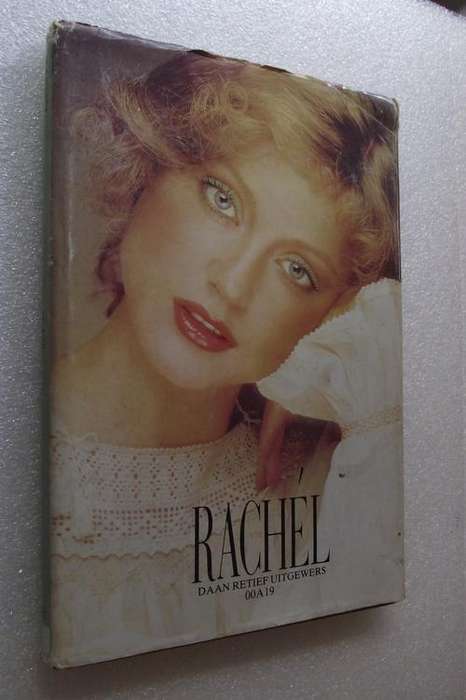 RACHÉL
DAAN RETIEF UITGEWERS
00A19